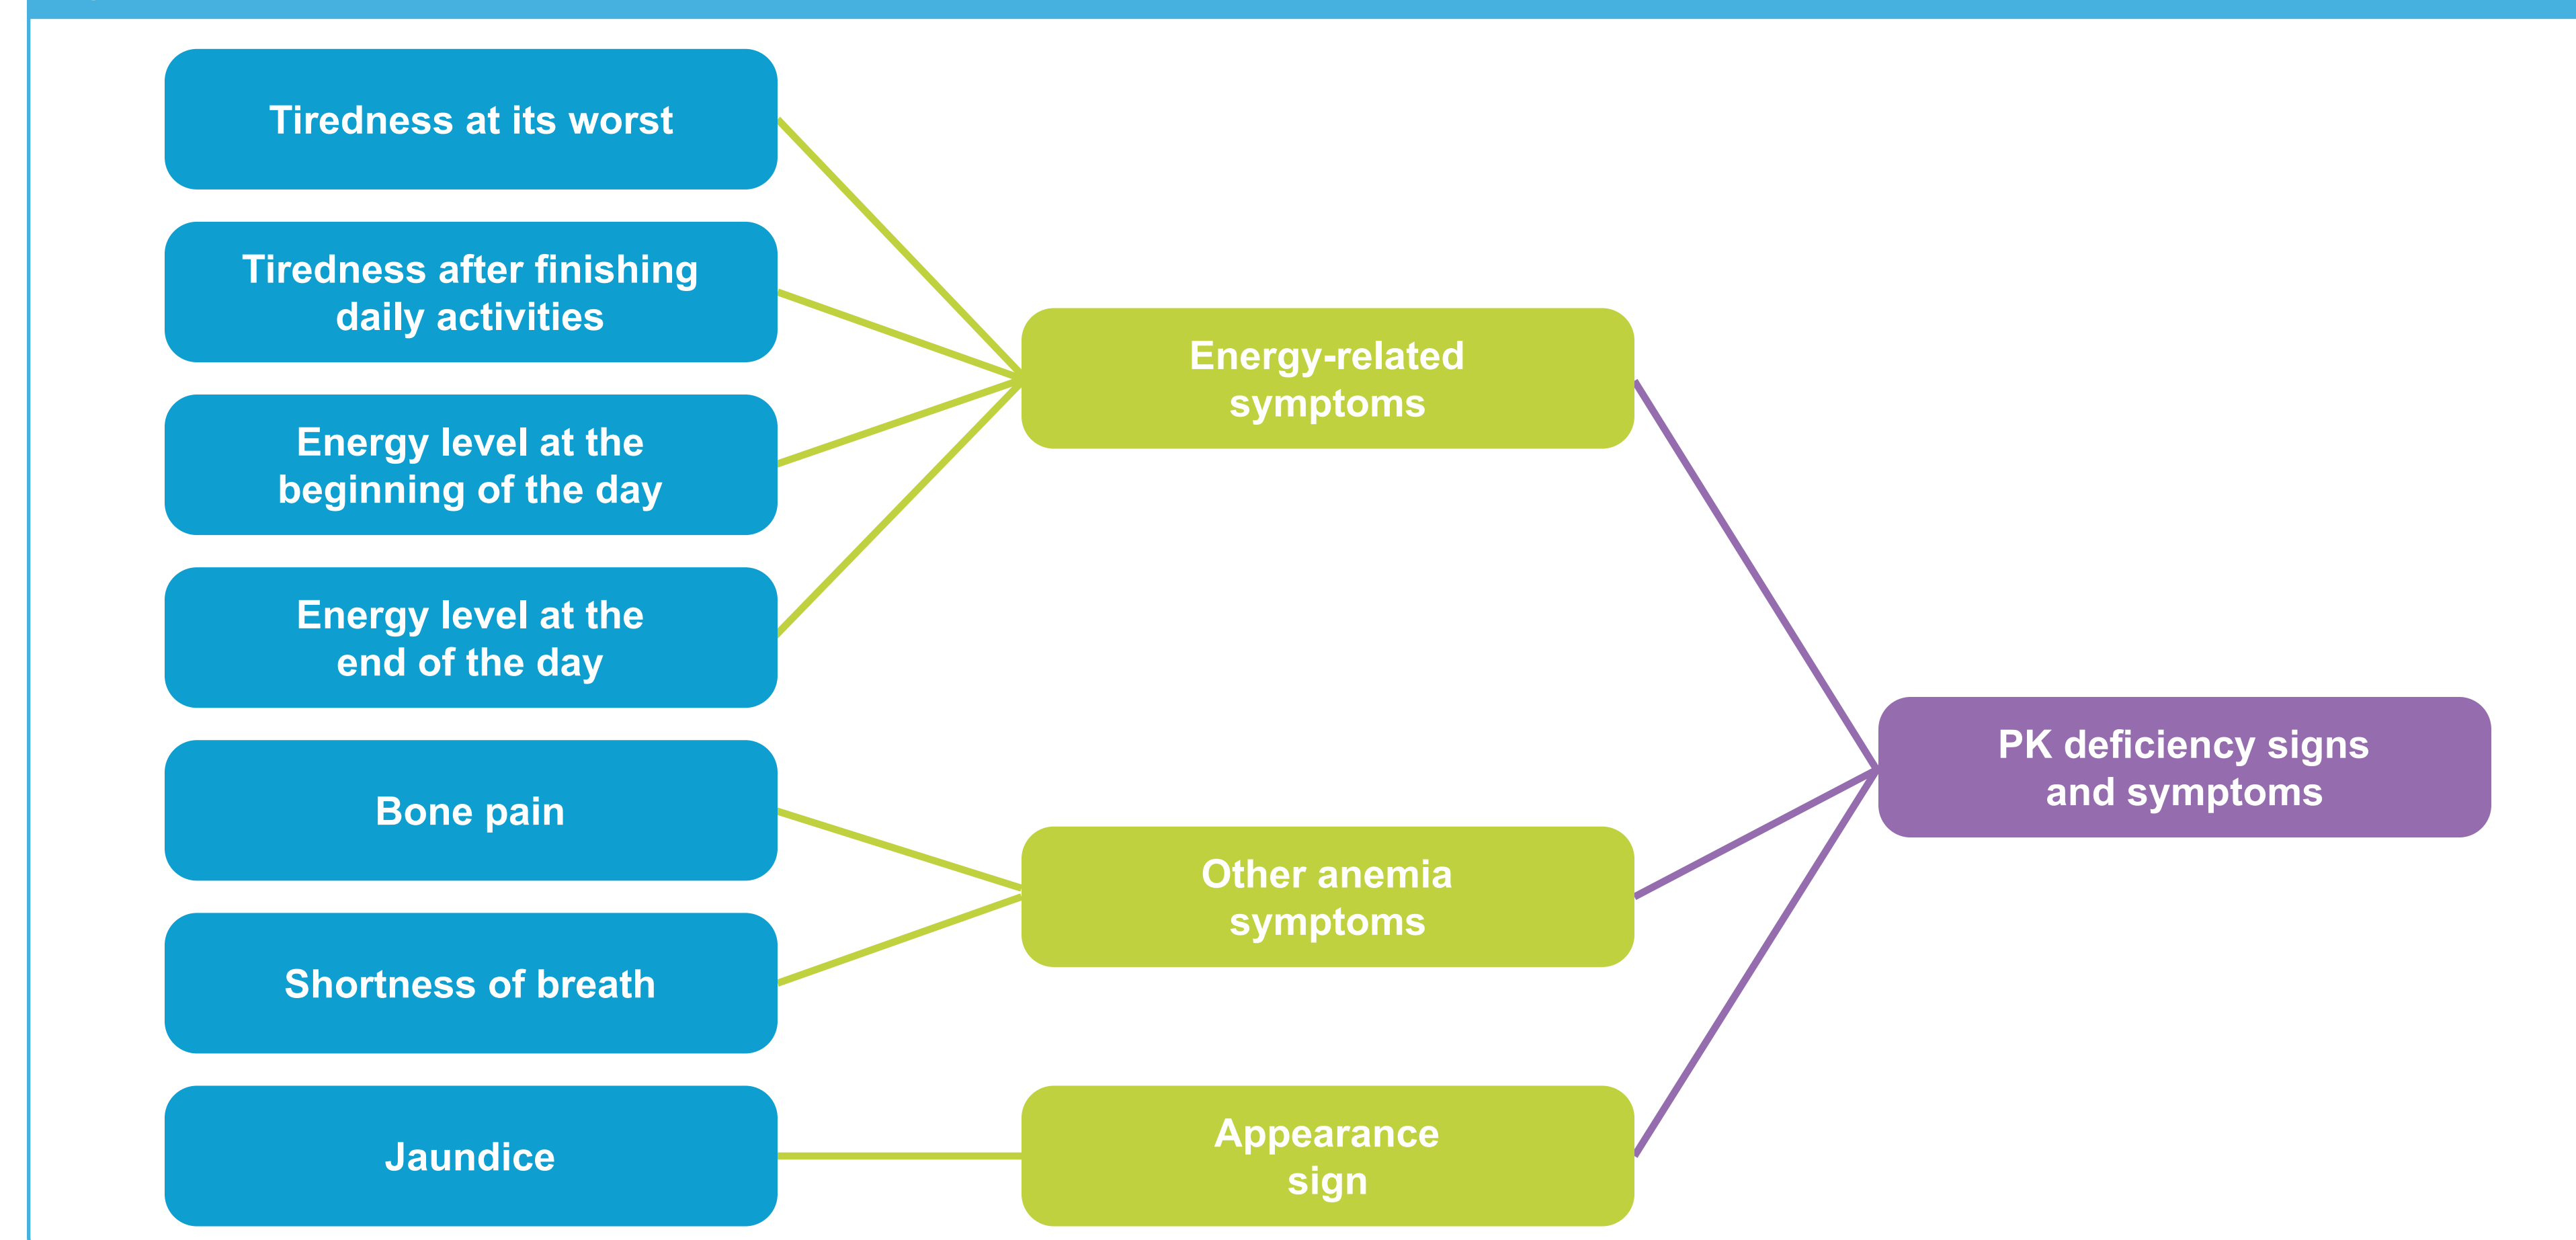 Tiredness at its worst
Tiredness after finishing
daily activities
Energy level at the
beginning of the day
Energy level at the
end of the day
Bone pain
Shortness of breath
Jaundice
Energy-related
symptoms
Other anemia
symptoms
Appearance
sign
PK deficiency signs
and symptoms